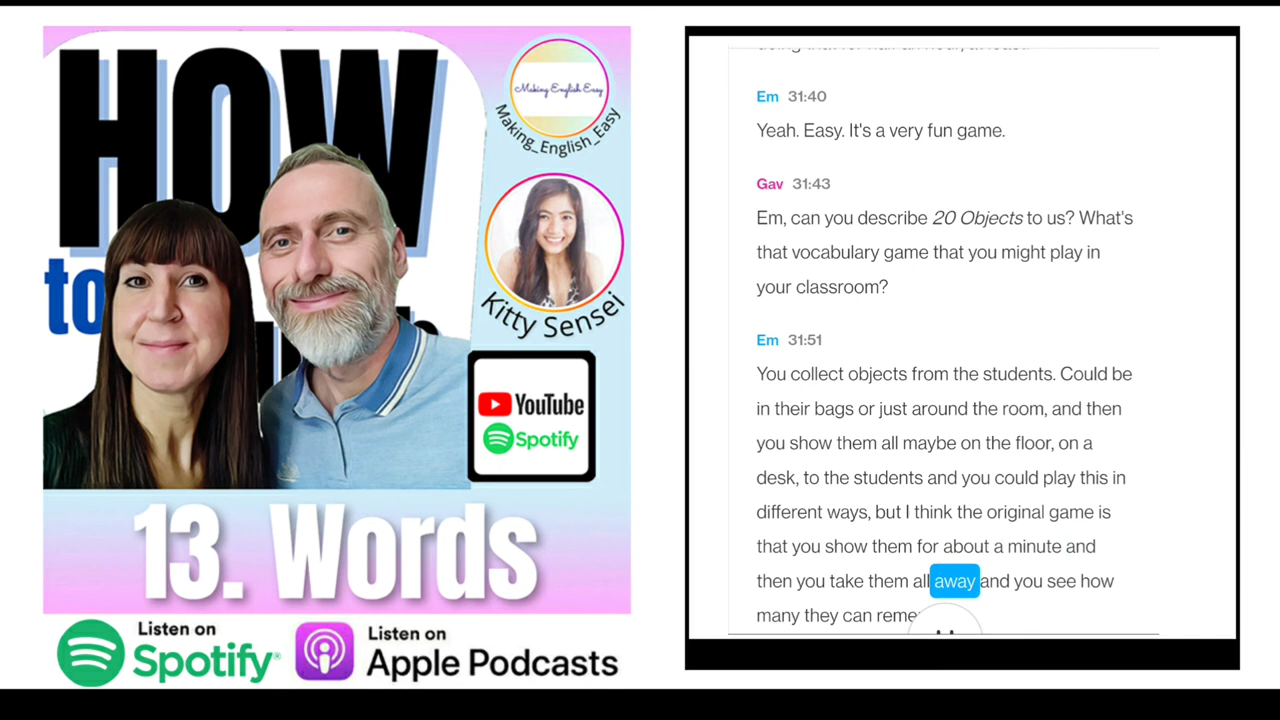 HOW
to
Making English Easy
Making_English_Easy
Kitty Sensei
YouTube
Spotify
13. Words
Listen on
Spotify
Listen on
Apple Podcasts
Em 31:40
Yeah. Easy. It's a very fun game.
Gav 31:43
Em, can you describe 20 Objects to us? What's
that vocabulary game that you might play in
your classroom?
Em 31:51
You collect objects from the students. Could be
in their bags or just around the room, and then
you show them all maybe on the floor, on a
desk, to the students and you could play this in
different ways, but I think the original game is
that you show them for about a minute and
then you take them all away and you see how
many they can reme